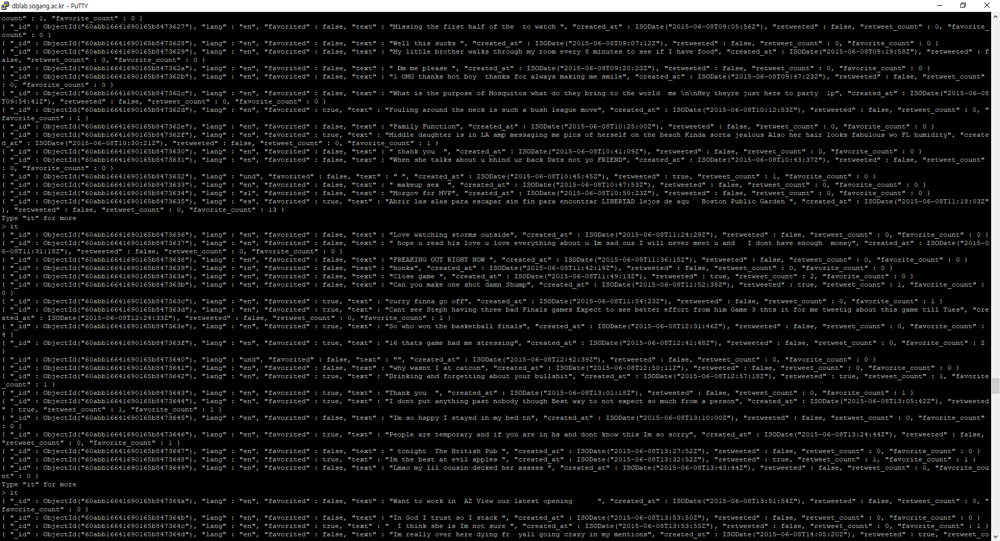 dblab.sogang.ac.kr - PuTTY
count" : 1, "favorite_count" : 0 }
{ "_id" : ObjectId("60abb16641690165b8473627"), "lang" : "en", "favorited" : false, "text" : "Missing the first half of the  to watch ", "created_at" : ISODate("2015-06-08T09:05:56Z"), "retweeted" : false, "retweet_count" : 0, "favorite_
count" : 0 }
{ "_id" : ObjectId("60abb16641690165b8473628"), "lang" : "en", "favorited" : false, "text" : "Well this sucks ", "created_at" : ISODate("2015-06-08T09:07:12Z"), "retweeted" : false, "retweet_count" : 0, "favorite_count" : 0 }
{ "_id" : ObjectId("60abb16641690165b8473629"), "lang" : "en", "favorited" : false, "text" : "My little brother walks through my room every 8 minutes to see if I have food", "created_at" : ISODate("2015-06-08T09:19:58Z"), "retweeted" : f
alse, "retweet_count" : 0, "favorite_count" : 0 }
{ "_id" : ObjectId("60abb16641690165b847362a"), "lang" : "en", "favorited" : false, "text" : " Dm me please ", "created_at" : ISODate("2015-06-08T09:20:23Z"), "retweeted" : false, "retweet_count" : 0, "favorite_count" : 0 }
{ "_id" : ObjectId("60abb16641690165b847362b"), "lang" : "en", "favorited" : false, "text" : "1 OMG thanks hot boy  thanks for always making me smile", "created_at" : ISODate("2015-06-08T09:47:23Z"), "retweeted" : false, "retweet_count"
: 0, "favorite_count" : 0 }
{ "_id" : ObjectId("60abb16641690165b847362c"), "lang" : "en", "favorited" : false, "text" : "What is the purpose of Mosquitos what do they bring to the world  me \n\nHey theyre just here to party  lp", "created_at" : ISODate("2015-06-08
T09:54:41Z"), "retweeted" : false, "retweet_count" : 0, "favorite_count" : 0 }
{ "_id" : ObjectId("60abb16641690165b847362d"), "lang" : "en", "favorited" : true, "text" : "Fouling around the neck is such a bush league move", "created_at" : ISODate("2015-06-08T10:12:53Z"), "retweeted" : false, "retweet_count" : 0, "
favorite_count" : 1 }
{ "_id" : ObjectId("60abb16641690165b847362e"), "lang" : "en", "favorited" : false, "text" : "Family Function", "created_at" : ISODate("2015-06-08T10:25:00Z"), "retweeted" : false, "retweet_count" : 0, "favorite_count" : 0 }
{ "_id" : ObjectId("60abb16641690165b847362f"), "lang" : "en", "favorited" : true, "text" : "Middle daughter is in LA amp messaging me pics of herself on the beach Kinda sorta jealous Also her hair looks fabulous wo FL humidity", "create
d_at" : ISODate("2015-06-08T10:30:21Z"), "retweeted" : false, "retweet_count" : 0, "favorite_count" : 1 }
{ "_id" : ObjectId("60abb16641690165b8473630"), "lang" : "en", "favorited" : false, "text" : " thank you  ", "created_at" : ISODate("2015-06-08T10:41:09Z"), "retweeted" : false, "retweet_count" : 0, "favorite_count" : 0 }
{ "_id" : ObjectId("60abb16641690165b8473631"), "lang" : "en", "favorited" : false, "text" : "When she talks about u bhind ur back Dats not yo FRIEND", "created_at" : ISODate("2015-06-08T10:43:37Z"), "retweeted" : false, "retweet_count"
: 0, "favorite_count" : 0 }
{ "_id" : ObjectId("60abb16641690165b8473632"), "lang" : "und", "favorited" : false, "text" : " ", "created_at" : ISODate("2015-06-08T10:45:45Z"), "retweeted" : true, "retweet_count" : 1, "favorite_count" : 0 }
{ "_id" : ObjectId("60abb16641690165b8473633"), "lang" : "en", "favorited" : false, "text" : " makeup sex  ", "created_at" : ISODate("2015-06-08T10:47:53Z"), "retweeted" : false, "retweet_count" : 0, "favorite_count" : 0 }
{ "_id" : ObjectId("60abb16641690165b8473634"), "lang" : "sl", "favorited" : false, "text" : "Mozgov for MVP", "created_at" : ISODate("2015-06-08T10:50:23Z"), "retweeted" : false, "retweet_count" : 0, "favorite_count" : 0 }
{ "_id" : ObjectId("60abb16641690165b8473635"), "lang" : "es", "favorited" : true, "text" : "Abrir las alas para escapar sin fin para encontrar LIBERTAD lejos de aqu   Boston Public Garden ", "created_at" : ISODate("2015-06-08T11:18:03Z"
), "retweeted" : false, "retweet_count" : 0, "favorite_count" : 13 }
Type "it" for more
> it
{ "_id" : ObjectId("60abb16641690165b8473636"), "lang" : "en", "favorited" : false, "text" : "Love watching storms outside", "created_at" : ISODate("2015-06-08T11:24:29Z"), "retweeted" : false, "retweet_count" : 0, "favorite_count" : 0 }
{ "_id" : ObjectId("60abb16641690165b8473637"), "lang" : "en", "favorited" : false, "text" : " hope u read his love u love everything about u Im sad cuz I will never meet u and   I dont have enough  money", "created_at" : ISODate("2015-0
6-08T11:31:18Z"), "retweeted" : false, "retweet_count" : 0, "favorite_count" : 0 }
{ "_id" : ObjectId("60abb16641690165b8473638"), "lang" : "en", "favorited" : false, "text" : "FREAKING OUT RIGHT NOW ", "created_at" : ISODate("2015-06-08T11:36:15Z"), "retweeted" : false, "retweet_count" : 0, "favorite_count" : 0 }
{ "_id" : ObjectId("60abb16641690165b8473639"), "lang" : "in", "favorited" : false, "text" : "honka", "created_at" : ISODate("2015-06-08T11:42:19Z"), "retweeted" : false, "retweet_count" : 0, "favorite_count" : 0 }
{ "_id" : ObjectId("60abb16641690165b847363a"), "lang" : "en", "favorited" : false, "text" : "Close game ", "created_at" : ISODate("2015-06-08T11:49:13Z"), "retweeted" : true, "retweet_count" : 2, "favorite_count" : 0 }
{ "_id" : ObjectId("60abb16641690165b847363b"), "lang" : "en", "favorited" : false, "text" : "Can you make one shot damn Shump", "created_at" : ISODate("2015-06-08T11:52:38Z"), "retweeted" : true, "retweet_count" : 1, "favorite_count" :
0 }
{ "_id" : ObjectId("60abb16641690165b847363c"), "lang" : "en", "favorited" : true, "text" : "curry finna go off", "created_at" : ISODate("2015-06-08T11:54:23Z"), "retweeted" : false, "retweet_count" : 0, "favorite_count" : 1 }
{ "_id" : ObjectId("60abb16641690165b847363d"), "lang" : "en", "favorited" : true, "text" : "Cant see Steph having three bad Finals games Expect to see better effort from him Game 3 thts it for me tweetig about this game till Tues", "cre
ated_at" : ISODate("2015-06-08T12:24:33Z"), "retweeted" : false, "retweet_count" : 0, "favorite_count" : 1 }
{ "_id" : ObjectId("60abb16641690165b847363e"), "lang" : "en", "favorited" : true, "text" : "So who won the basketball finals", "created_at" : ISODate("2015-06-08T12:31:46Z"), "retweeted" : false, "retweet_count" : 0, "favorite_count" :
4 }
{ "_id" : ObjectId("60abb16641690165b847363f"), "lang" : "en", "favorited" : true, "text" : "16 thats game had me stressing", "created_at" : ISODate("2015-06-08T12:41:48Z"), "retweeted" : false, "retweet_count" : 0, "favorite_count" : 2
}
{ "_id" : ObjectId("60abb16641690165b8473640"), "lang" : "und", "favorited" : false, "text" : "", "created_at" : ISODate("2015-06-08T12:42:39Z"), "retweeted" : false, "retweet_count" : 0, "favorite_count" : 0 }
{ "_id" : ObjectId("60abb16641690165b8473641"), "lang" : "en", "favorited" : false, "text" : "why wasnt I at catcon", "created_at" : ISODate("2015-06-08T12:50:11Z"), "retweeted" : false, "retweet_count" : 0, "favorite_count" : 0 }
{ "_id" : ObjectId("60abb16641690165b8473642"), "lang" : "en", "favorited" : true, "text" : "Drinking and forgetting about your bullshit", "created_at" : ISODate("2015-06-08T12:57:18Z"), "retweeted" : true, "retweet_count" : 1, "favorite
_count" : 1 }
{ "_id" : ObjectId("60abb16641690165b8473643"), "lang" : "en", "favorited" : true, "text" : "Thank you  ", "created_at" : ISODate("2015-06-08T13:01:18Z"), "retweeted" : false, "retweet_count" : 0, "favorite_count" : 1 }
{ "_id" : ObjectId("60abb16641690165b8473644"), "lang" : "en", "favorited" : true, "text" : "I dont put anything past nobody though Best way to not expect so much from a person", "created_at" : ISODate("2015-06-08T13:05:42Z"), "retweeted
" : true, "retweet_count" : 1, "favorite_count" : 1 }
{ "_id" : ObjectId("60abb16641690165b8473645"), "lang" : "en", "favorited" : false, "text" : "Im so happy I stayed in my bed tn", "created_at" : ISODate("2015-06-08T13:10:00Z"), "retweeted" : false, "retweet_count" : 0, "favorite_count"
: 0 }
{ "_id" : ObjectId("60abb16641690165b8473646"), "lang" : "en", "favorited" : true, "text" : "People are temporary and if you are in hs and dont know this Im so sorry", "created_at" : ISODate("2015-06-08T13:24:44Z"), "retweeted" : false,
"retweet_count" : 0, "favorite_count" : 1 }
{ "_id" : ObjectId("60abb16641690165b8473647"), "lang" : "en", "favorited" : false, "text" : " tonight  The British Pub ", "created_at" : ISODate("2015-06-08T13:27:52Z"), "retweeted" : false, "retweet_count" : 0, "favorite_count" : 0 }
{ "_id" : ObjectId("60abb16641690165b8473648"), "lang" : "en", "favorited" : true, "text" : "Im the best at evil apples ", "created_at" : ISODate("2015-06-08T13:32:52Z"), "retweeted" : true, "retweet_count" : 1, "favorite_count" : 1 }
{ "_id" : ObjectId("60abb16641690165b8473649"), "lang" : "en", "favorited" : false, "text" : "Lmao my lil cousin decked her asssss ", "created_at" : ISODate("2015-06-08T13:43:44Z"), "retweeted" : false, "retweet_count" : 0, "favorite_cou
nt" : 0 }
Type "it" for more
> it
{ "_id" : ObjectId("60abb16641690165b847364a"), "lang" : "en", "favorited" : false, "text" : "Want to work in  AZ View our latest opening      ", "created_at" : ISODate("2015-06-08T13:51:54Z"), "retweeted" : false, "retweet_count" : 0, "
favorite_count" : 0 }
{ "_id" : ObjectId("60abb16641690165b847364b"), "lang" : "en", "favorited" : false, "text" : "In God I trust so I stack ", "created_at" : ISODate("2015-06-08T13:53:50Z"), "retweeted" : false, "retweet_count" : 0, "favorite_count" : 0 }
{ "_id" : ObjectId("60abb16641690165b847364c"), "lang" : "en", "favorited" : true, "text" : "  I think she is Im not sure ", "created_at" : ISODate("2015-06-08T13:53:55Z"), "retweeted" : false, "retweet_count" : 0, "favorite_count" : 1 }
{ "_id" : ObjectId("60abb16641690165b847364d"), "lang" : "en", "favorited" : false, "text" : "Im really over here dying fr  yall going crazy in my mentions", "created_at" : ISODate("2015-06-08T14:05:20Z"), "retweeted" : true, "retweet_co